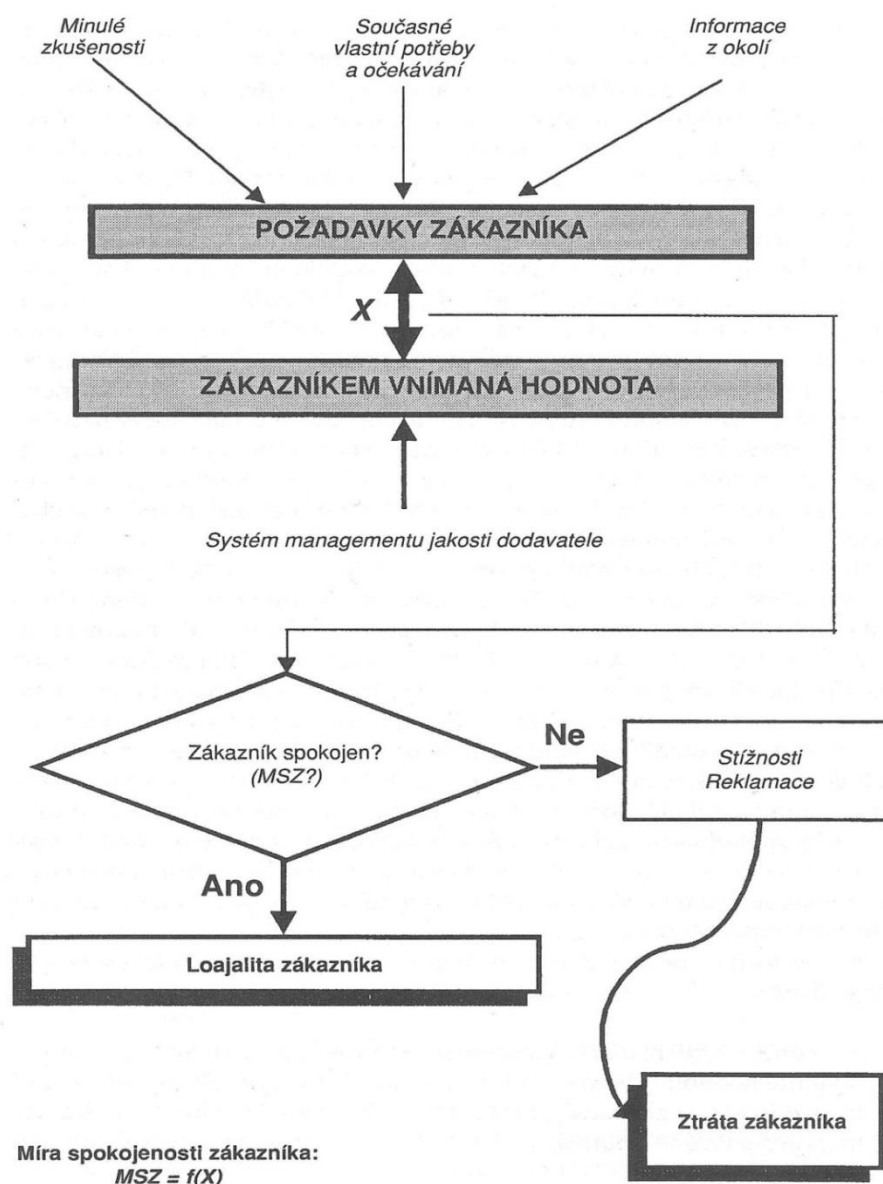 Minulé
zkušenosti
Současné
vlastní potřeby
a očekávání
Informace
z okolí
POŽADAVKY ZÁKAZNÍKA
X
ZÁKAZNÍKEM VNÍMANÁ HODNOTA
Systém managementu jakosti dodavatele
Zákazník spokojen?
(MSZ?)
Ne
Stížnosti
Reklamace
Ano
Loajalita zákazníka
Ztráta zákazníka
Míra spokojenosti zákazníka:
MSZ = f(X)